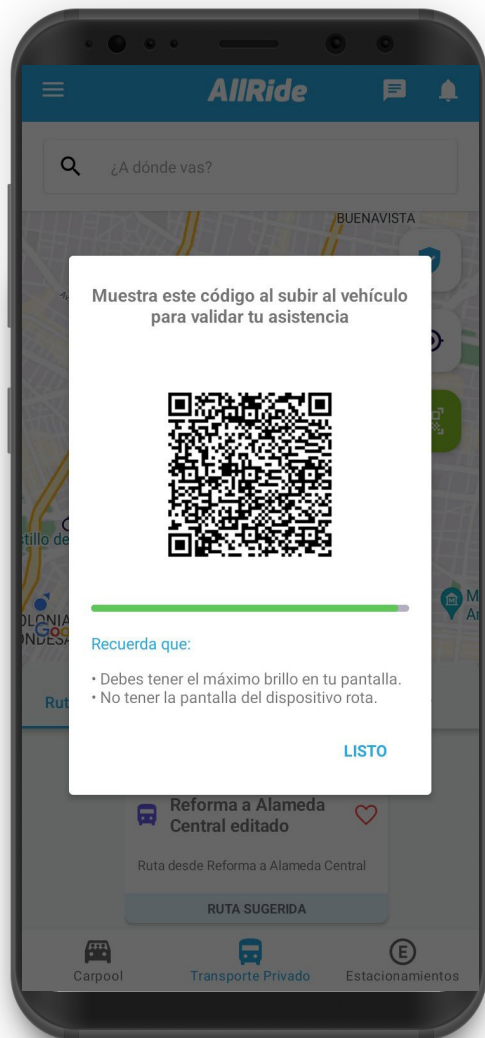 AllRide
¿A dónde vas?
BUENAVISTA
Muestra este código al subir al vehículo
para validar tu asistencia
Recuerda que:
• Debes tener el máximo brillo en tu pantalla.
• No tener la pantalla del dispositivo rota.
Rut
LISTO
Reforma a Alameda
Central editado
Ruta desde Reforma a Alameda Central
RUTA SUGERIDA
Carpool
Transporte Privado
E
Estacionamientos